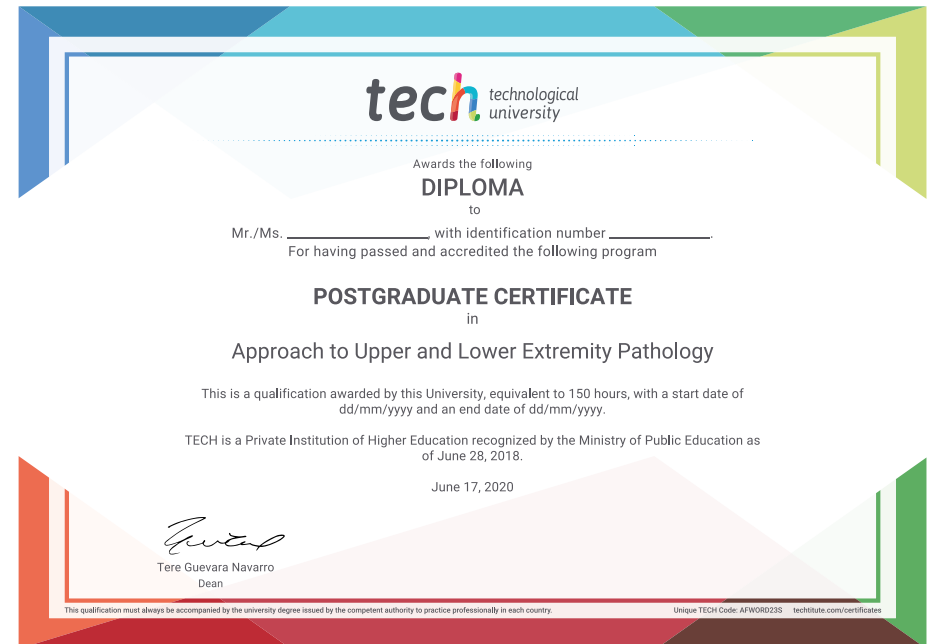 tech technological
university
Awards the following
DIPLOMA
to
Mr./Ms. ____________, with identification number ____________.
For having passed and accredited the following program
POSTGRADUATE CERTIFICATE
in
Approach to Upper and Lower Extremity Pathology
This is a qualification awarded by this University, equivalent to 150 hours, with a start date of
dd/mm/yyyy and an end date of dd/mm/yyyy.
TECH is a Private Institution of Higher Education recognized by the Ministry of Public Education as
of June 28, 2018.
June 17, 2020
Tere Guevara Navarro
Dean
This qualification must always be accompanied by the university degree issued by the competent authority to practice professionally in each country.
Unique TECH Code: AFWORD23S techtitute.com/certificates